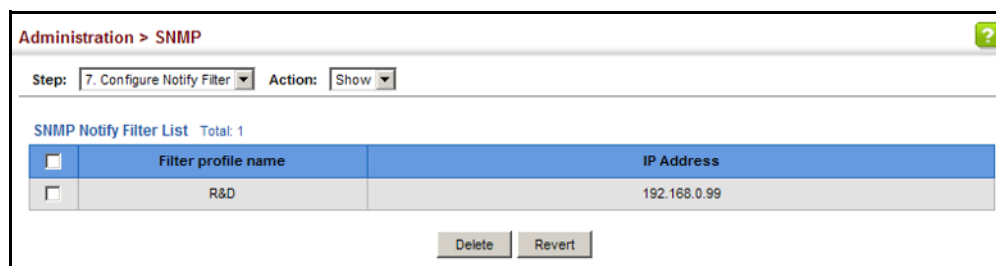 Administration > SNMP
?
Step: 7. Configure Notify Filter Action: Show
SNMP Notify Filter List Total: 1
Filter profile name IP Address
R&D 192.168.0.99
Delete Revert